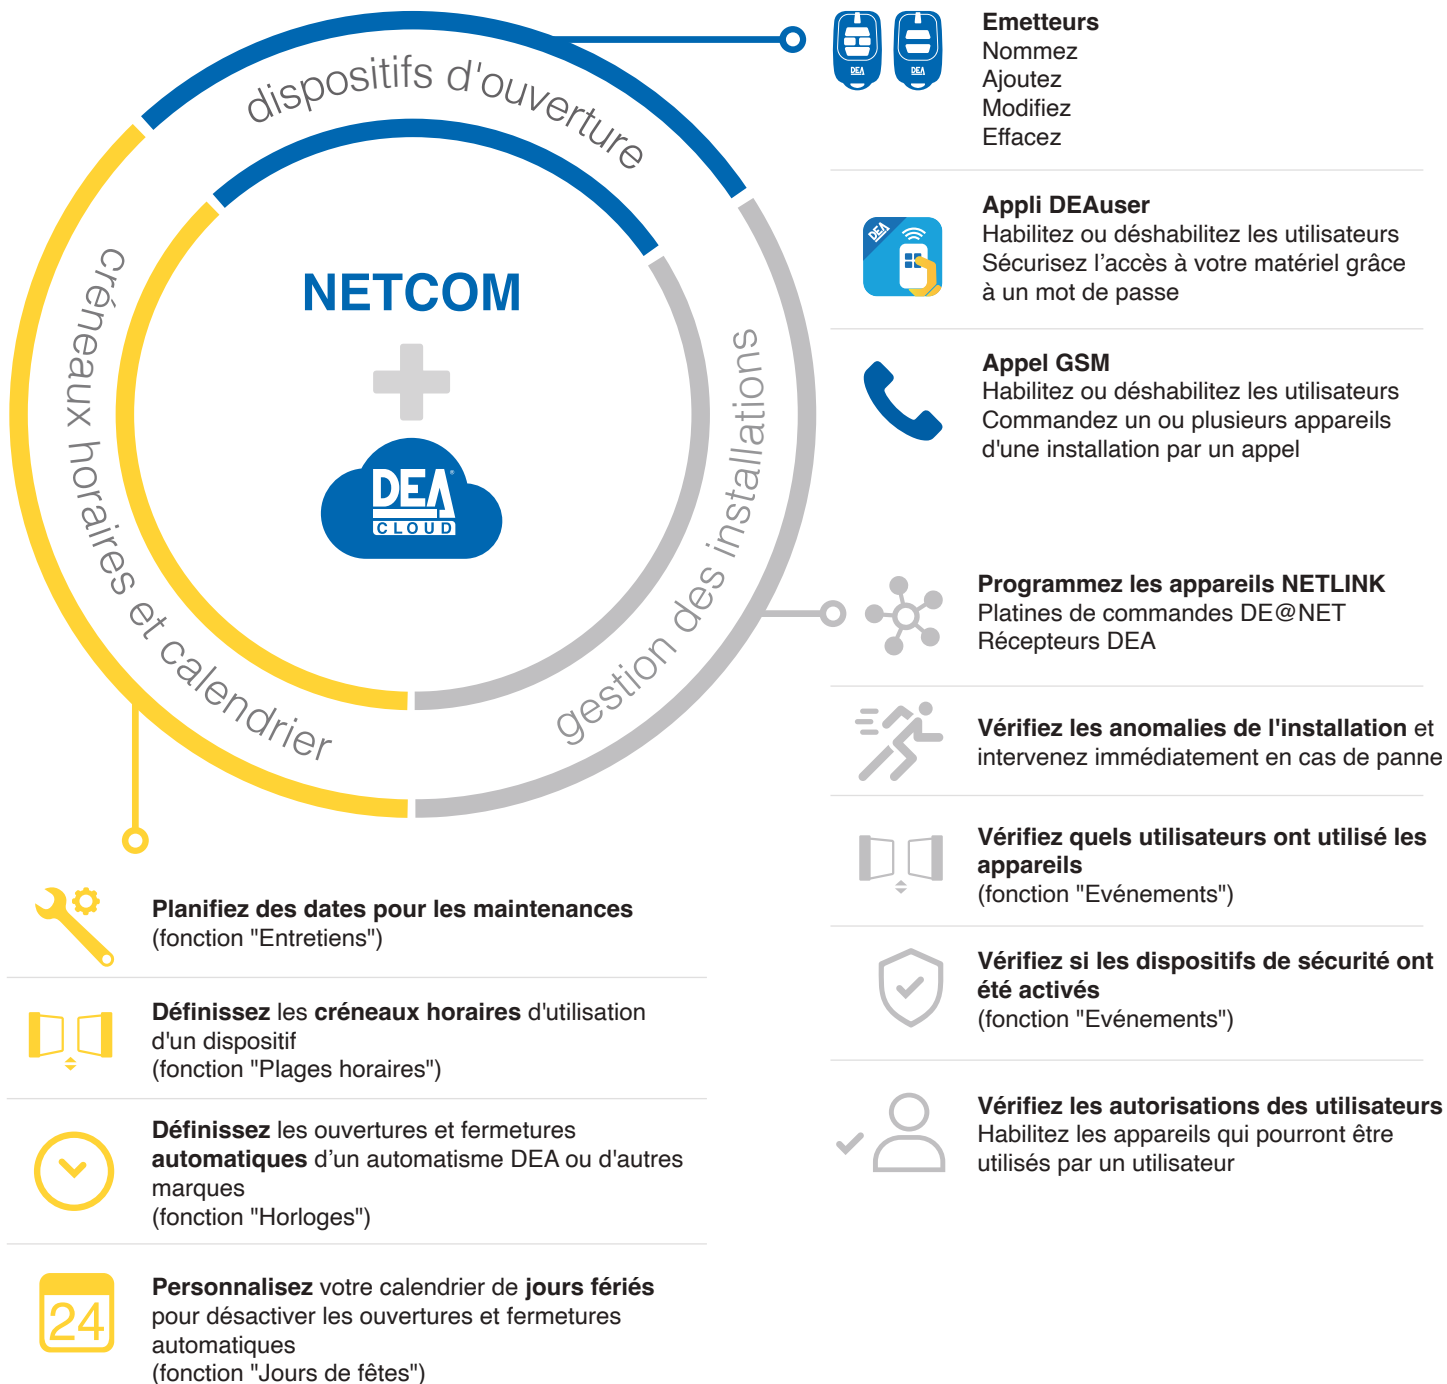 dispositifs d'ouverture
créneaux horaires et calendrier
gestion des installations
NETCOM
DEA
CLOUD
DEA
DEA
Emetteurs
Nommez
Ajoutez
Modifiez
Effacez
DEA
Appli DEAuser
Habilitez ou déshabilitez les utilisateurs
Sécurisez l’accès à votre matériel grâce
à un mot de passe
Appel GSM
Habilitez ou déshabilitez les utilisateurs
Commandez un ou plusieurs appareils
d'une installation par un appel
Programmez les appareils NETLINK
Platines de commandes DE@NET
Récepteurs DEA
Vérifiez les anomalies de l'installation et
intervenez immédiatement en cas de panne
Vérifiez quels utilisateurs ont utilisé les
appareils
(fonction "Evénements")
Vérifiez si les dispositifs de sécurité ont
été activés
(fonction "Evénements")
Vérifiez les autorisations des utilisateurs
Habilitez les appareils qui pourront être
utilisés par un utilisateur
Planifiez des dates pour les maintenances
(fonction "Entretiens")
Définissez les créneaux horaires d'utilisation
d'un dispositif
(fonction "Plages horaires")
Définissez les ouvertures et fermetures
automatiques d’un automatisme DEA ou d'autres
marques
(fonction "Horloges")
24
Personnalisez votre calendrier de jours fériés
pour désactiver les ouvertures et fermetures
automatiques
(fonction "Jours de fêtes")